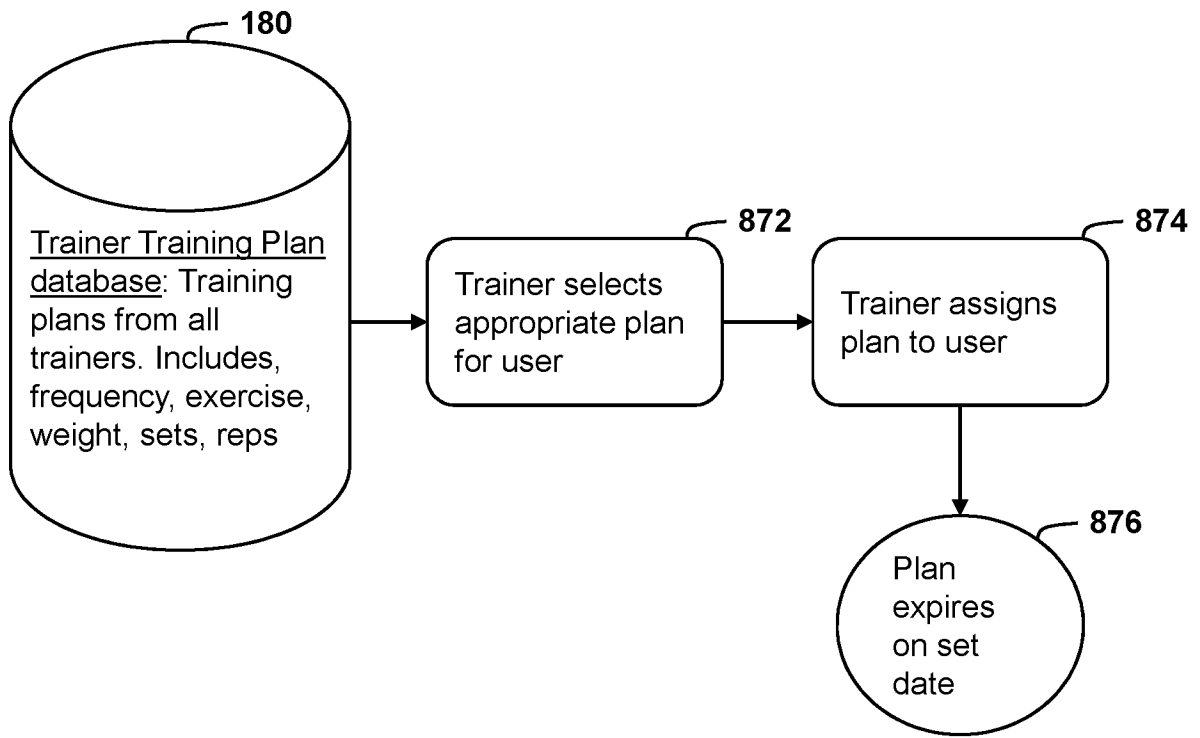 180
Trainer Training Plan
database: Training
plans from all
trainers. Includes,
frequency, exercise,
weight, sets, reps
872
Trainer selects
appropriate plan
for user
874
Trainer assigns
plan to user
876
Plan
expires
on set
date